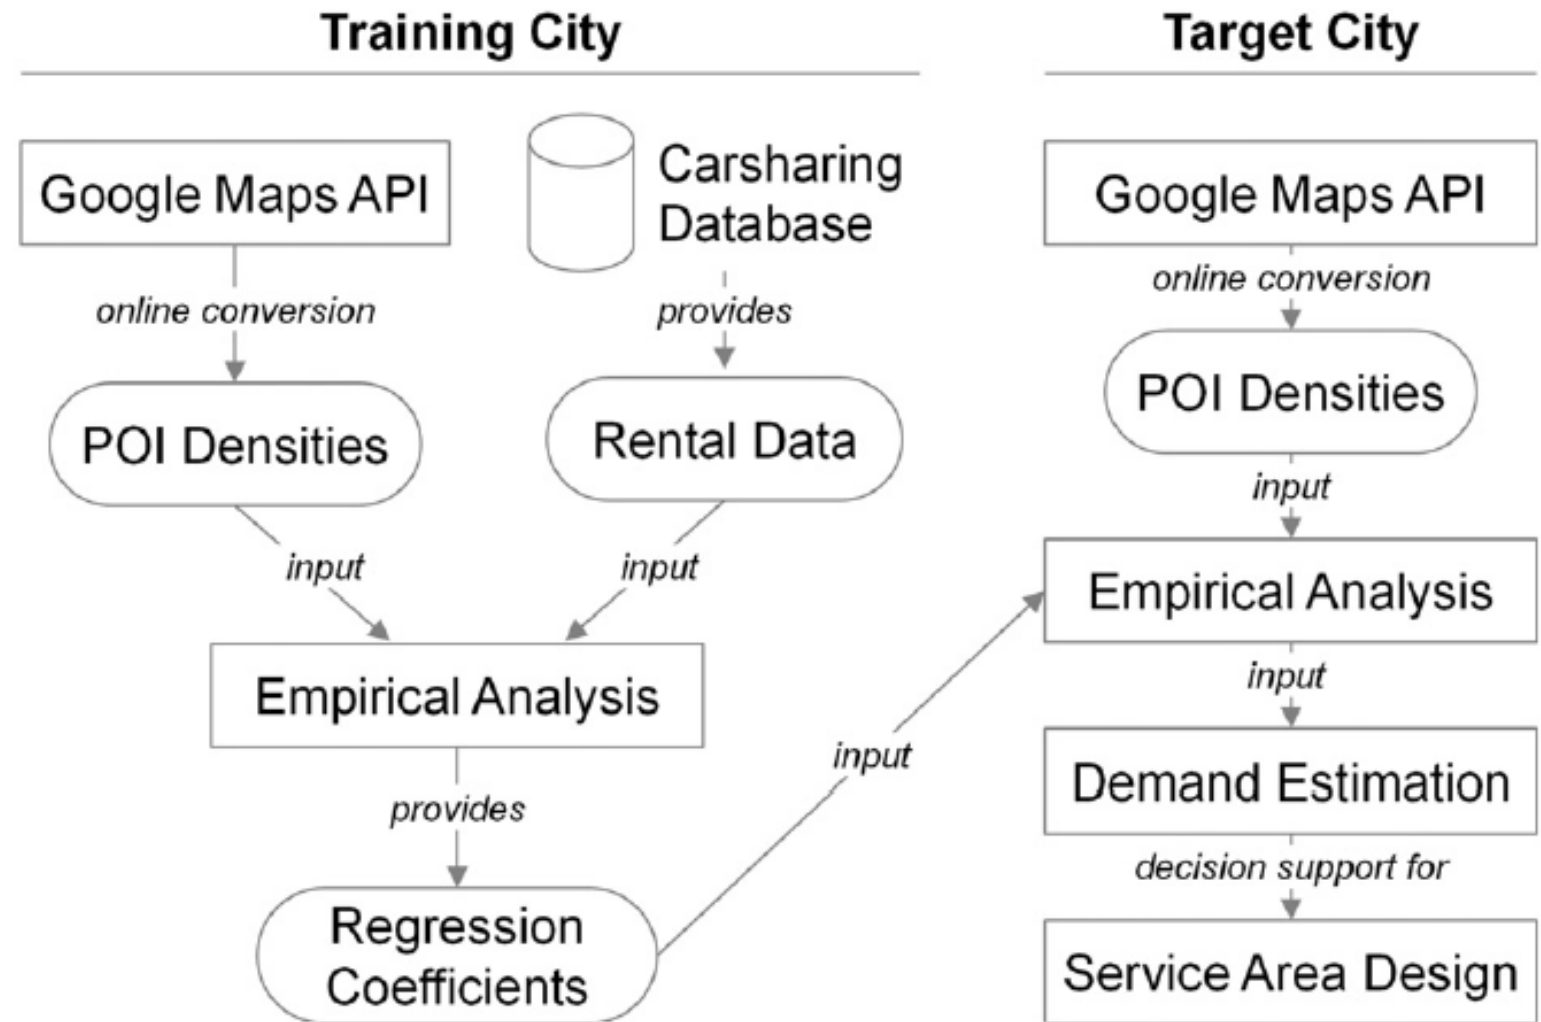 Training City
Google Maps API
Carsharing
Database
online conversion
provides
POI Densities
Rental Data
input
input
Empirical Analysis
provides
Regression
Coefficients
input
Target City
Google Maps API
online conversion
POI Densities
input
Empirical Analysis
input
Demand Estimation
decision support for
Service Area Design